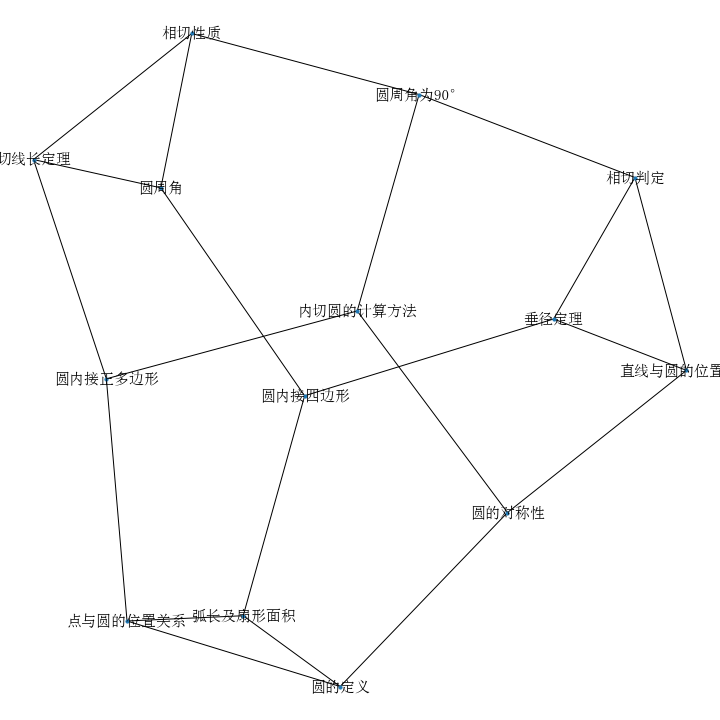 相切性质
圆周角为90°
切线长定理
相切判定
圆周角
内切圆的计算方法
垂径定理
直线与圆的位置
圆内接正多边形
圆内接四边形
圆的对称性
点与圆的位置关系
弧长及扇形面积
圆的定义